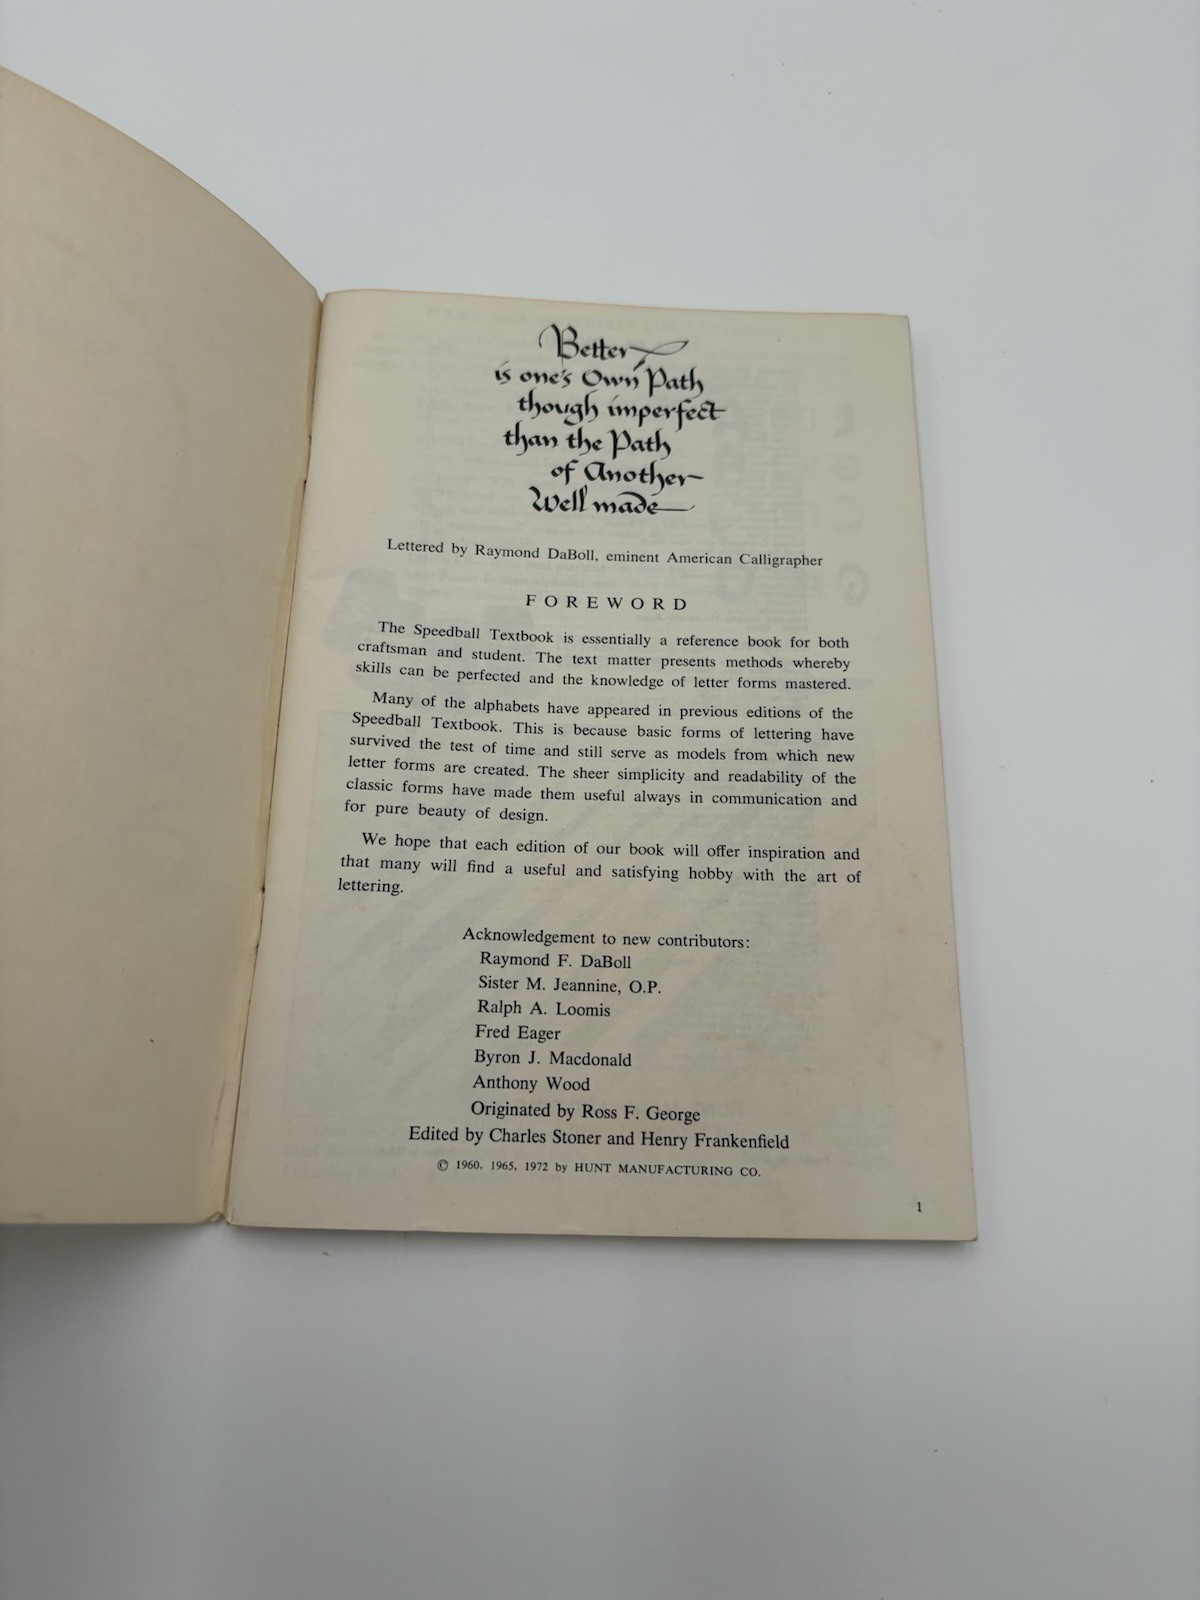 Better
is one's Own Path
though imperfect
than the Path
of Another
Well made
Lettered by Raymond DaBoll, eminent American Calligrapher
FOREWORD
The Speedball Textbook is essentially a reference book for both
craftsman and student. The text matter presents methods whereby
skills can be perfected and the knowledge of letter forms mastered.
Many of the alphabets have appeared in previous editions of the
Speedball Textbook. This is because basic forms of lettering have
survived the test of time and still serve as models from which new
letter forms are created. The sheer simplicity and readability of the
classic forms have made them useful always in communication and
for pure beauty of design.
We hope that each edition of our book will offer inspiration and
that many will find a useful and satisfying hobby with the art of
lettering.
Acknowledgement to new contributors:
Raymond F. DaBoll
Sister M. Jeannine, O.P.
Ralph A. Loomis
Fred Eager
Byron J. Macdonald
Anthony Wood
Originated by Ross F. George
Edited by Charles Stoner and Henry Frankenfield
© 1960, 1965, 1972 by HUNT MANUFACTURING CO.
1